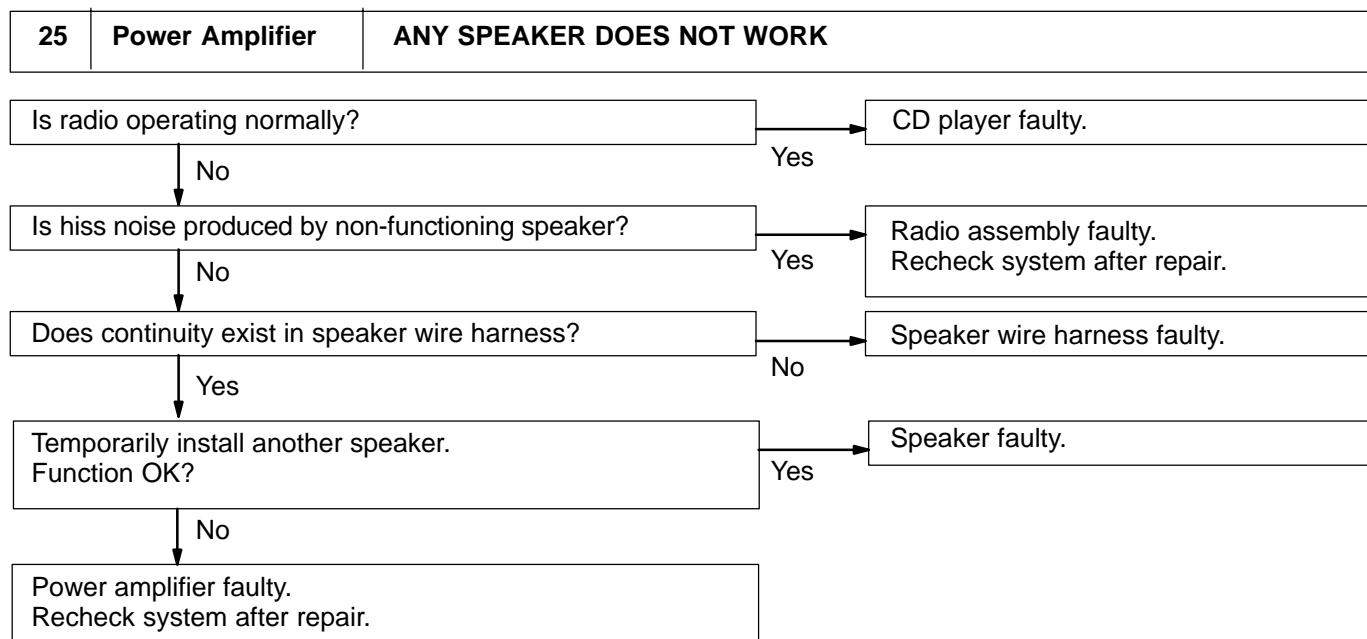 25 Power Amplifier ANY SPEAKER DOES NOT WORK
Is radio operating normally?
CD player faulty.
Yes
No
Is hiss noise produced by non-functioning speaker?
Radio assembly faulty.
Recheck system after repair.
Yes
No
Does continuity exist in speaker wire harness?
Speaker wire harness faulty.
No
Yes
Temporarily install another speaker.
Function OK?
Speaker faulty.
Yes
No
Power amplifier faulty.
Recheck system after repair.